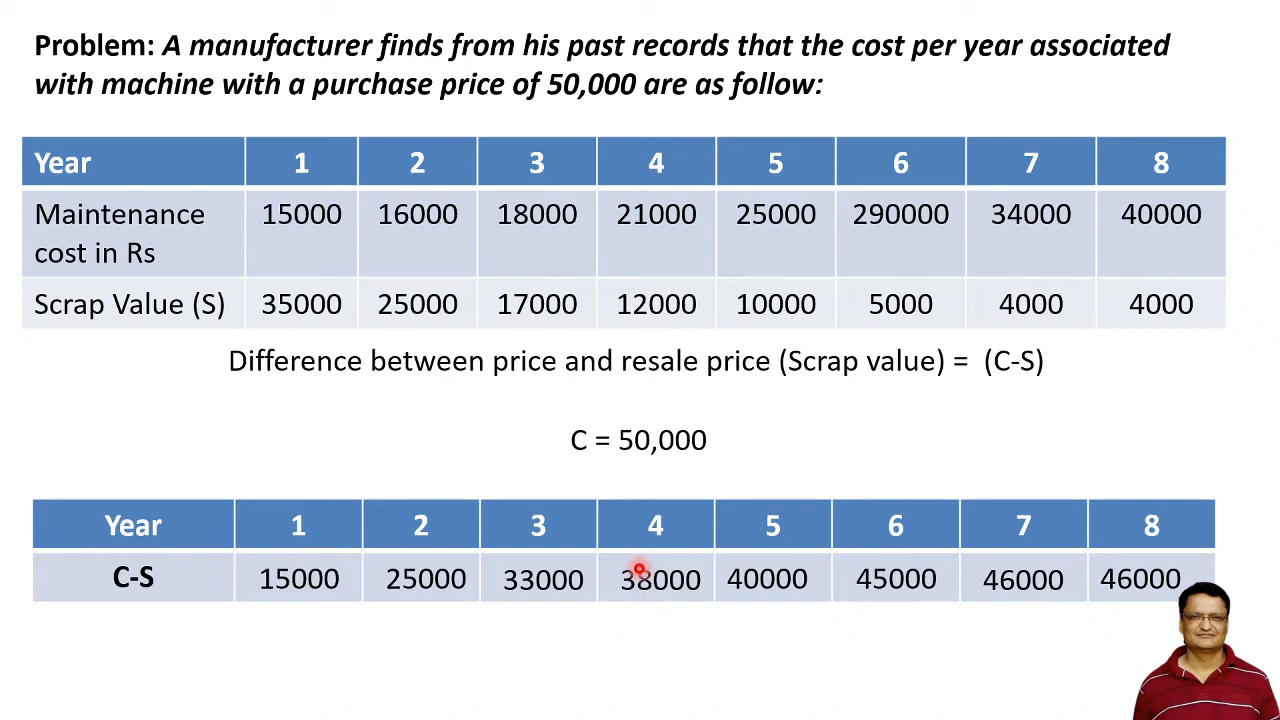 Problem: A manufacturer finds from his past records that the cost per year associated
with machine with a purchase price of 50,000 are as follow:
Year 1 2 3 4 5 6 7 8
Maintenance cost in Rs 15000 16000 18000 21000 25000 290000 34000 40000
Scrap Value (S) 35000 25000 17000 12000 10000 5000 4000 4000
Difference between price and resale price (Scrap value) = (C-S)
C = 50,000
Year 1 2 3 4 5 6 7 8
C-S 15000 25000 33000 38000 40000 45000 46000 46000